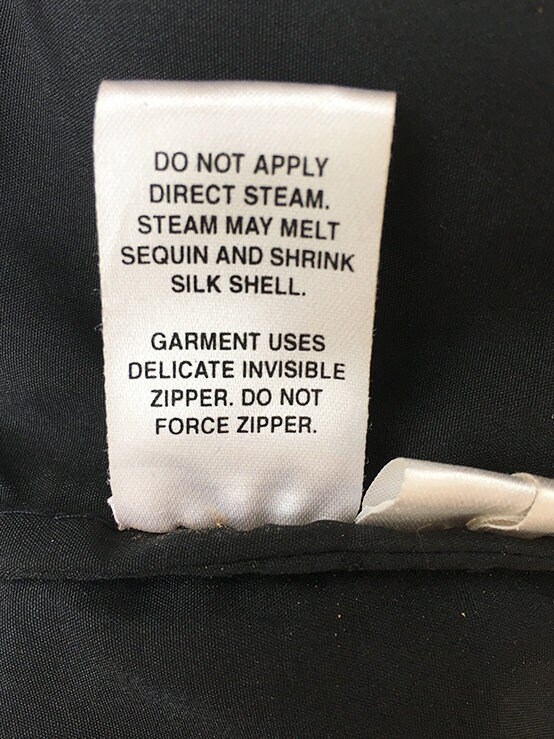 DO NOT APPLY
DIRECT STEAM.
STEAM MAY MELT
SEQUIN AND SHRINK
SILK SHELL.
GARMENT USES
DELICATE INVISIBLE
ZIPPER. DO NOT
FORCE ZIPPER.